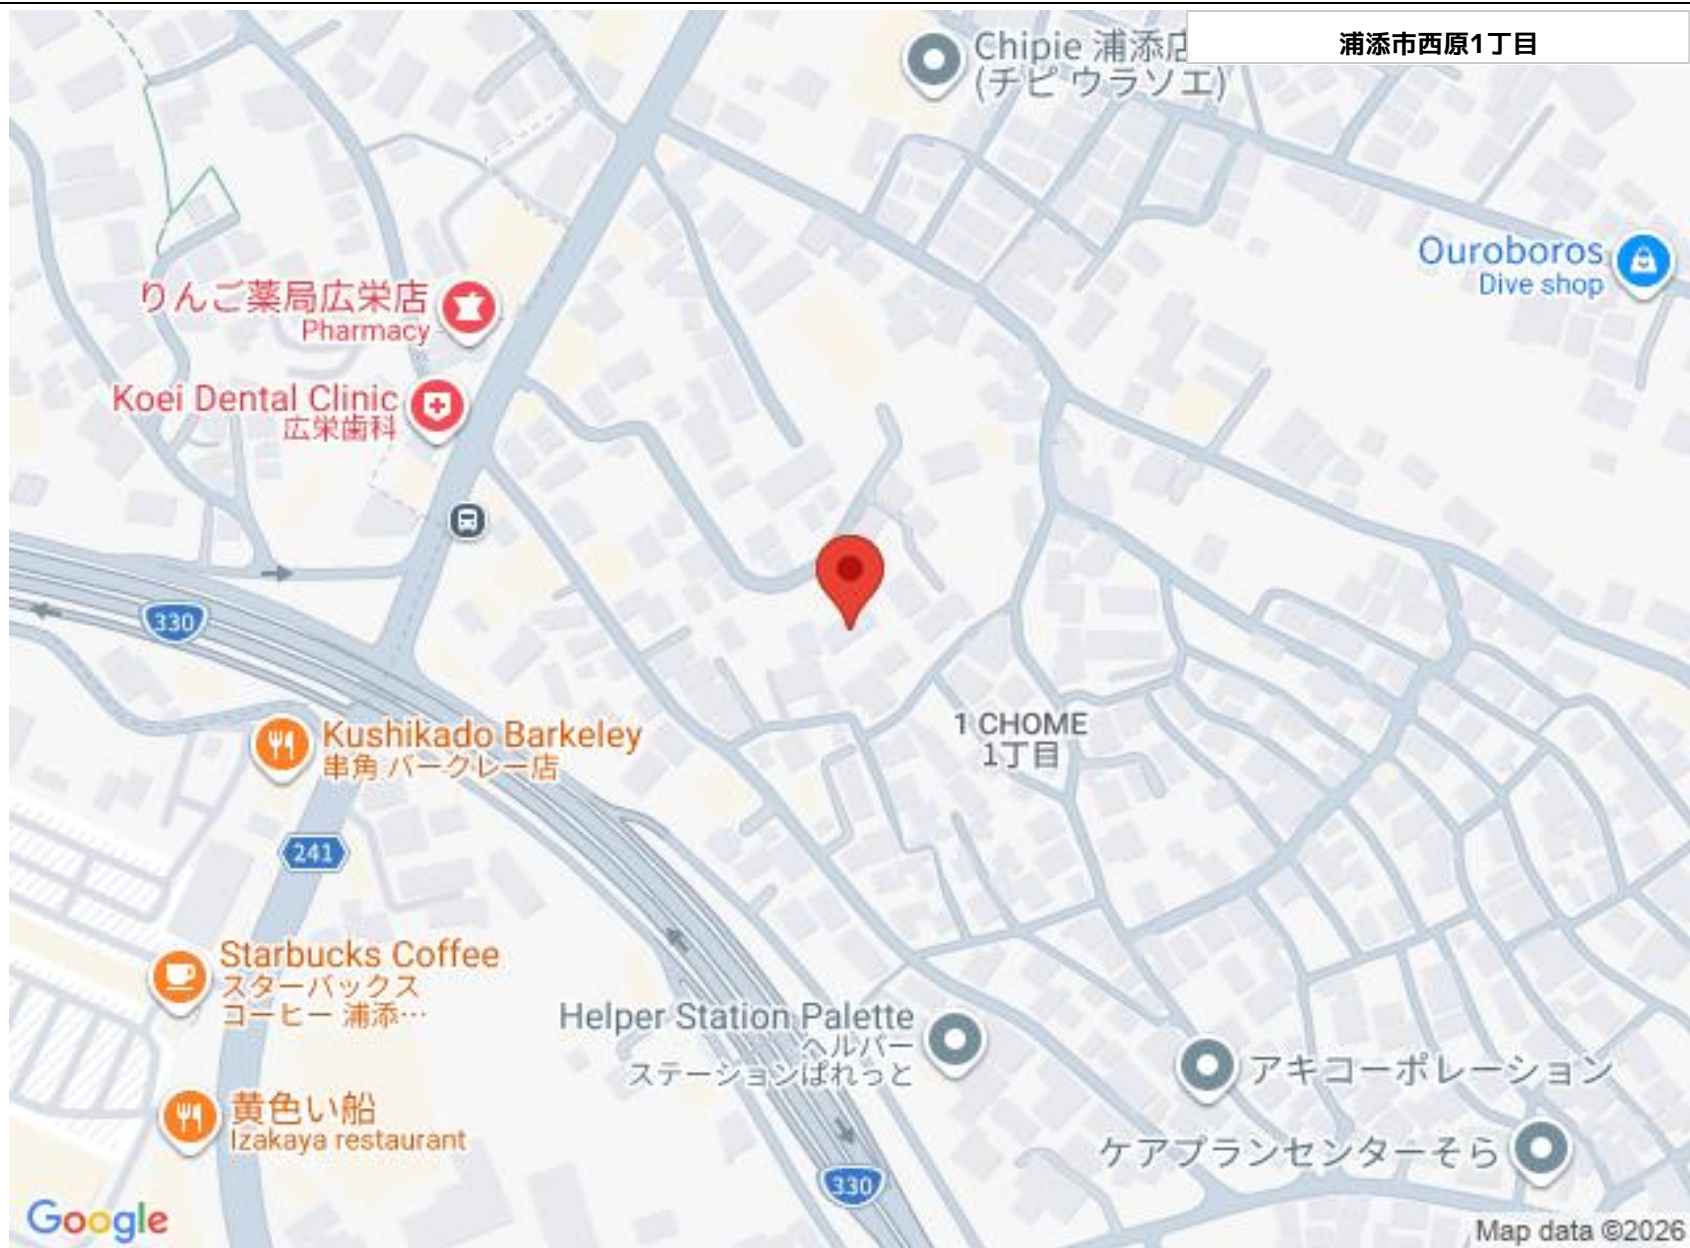 浦添市西原1丁目
Chipie 浦添店
(チピ ウラソエ)
Ouroboros
Dive shop
りんご薬局広栄店
Pharmacy
Koei Dental Clinic
広栄歯科
330
Kushikado Barkeley
串角 バークレー店
1 CHOME
1丁目
241
Starbucks Coffee
スターバックス
コーヒー 浦添…
Helper Station Palette
ヘルパー
ステーションぱれっと
アキコーポレーション
黄色い船
Izakaya restaurant
ケアプランセンターそら
330
Google
Map data ©2026